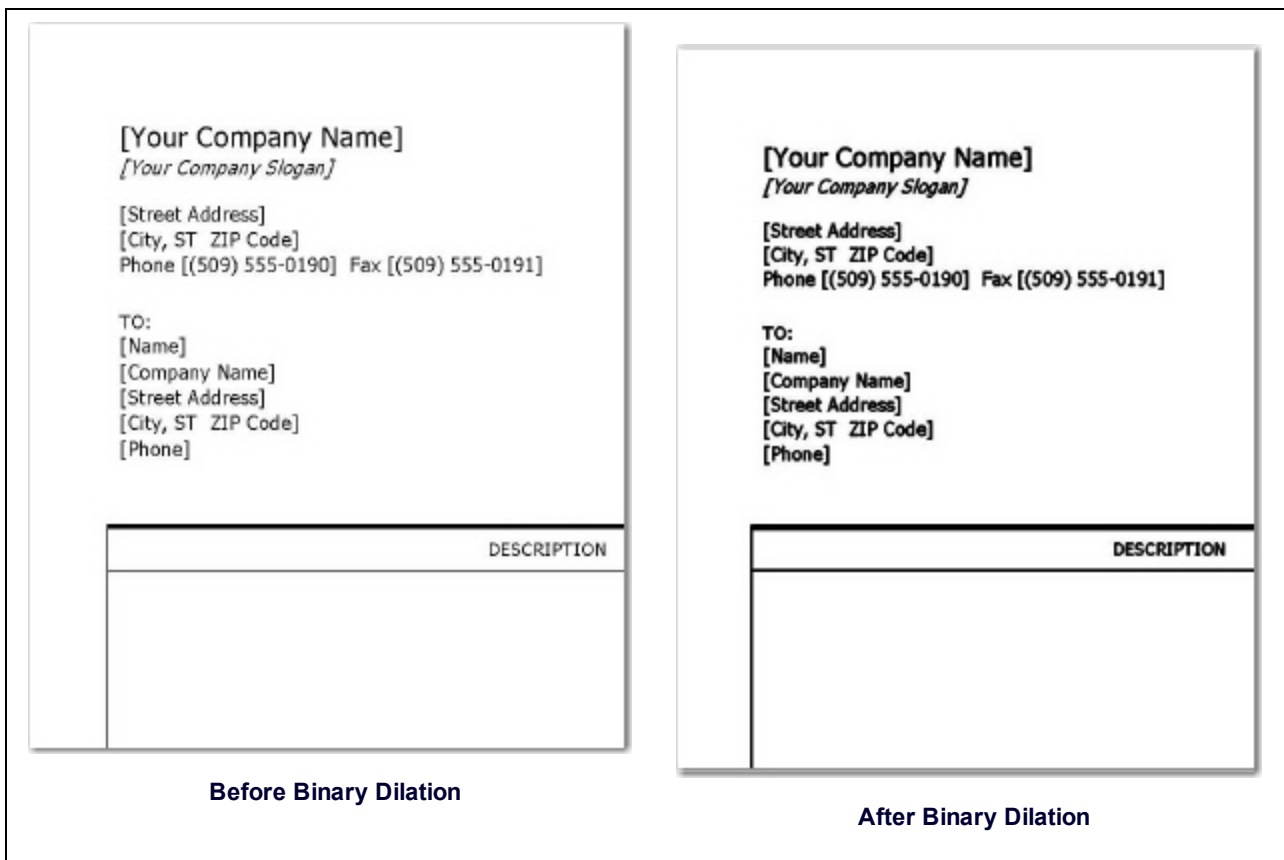 [Your Company Name]
[Your Company Slogan]
[Street Address]
[City, ST  ZIP Code]
Phone [(509) 555-0190]  Fax [(509) 555-0191]
TO:
[Name]
[Company Name]
[Street Address]
[City, ST  ZIP Code]
[Phone]
DESCRIPTION
Before Binary Dilation
[Your Company Name]
[Your Company Slogan]
[Street Address]
[City, ST  ZIP Code]
Phone [(509) 555-0190]  Fax [(509) 555-0191]
TO:
[Name]
[Company Name]
[Street Address]
[City, ST  ZIP Code]
[Phone]
DESCRIPTION
After Binary Dilation